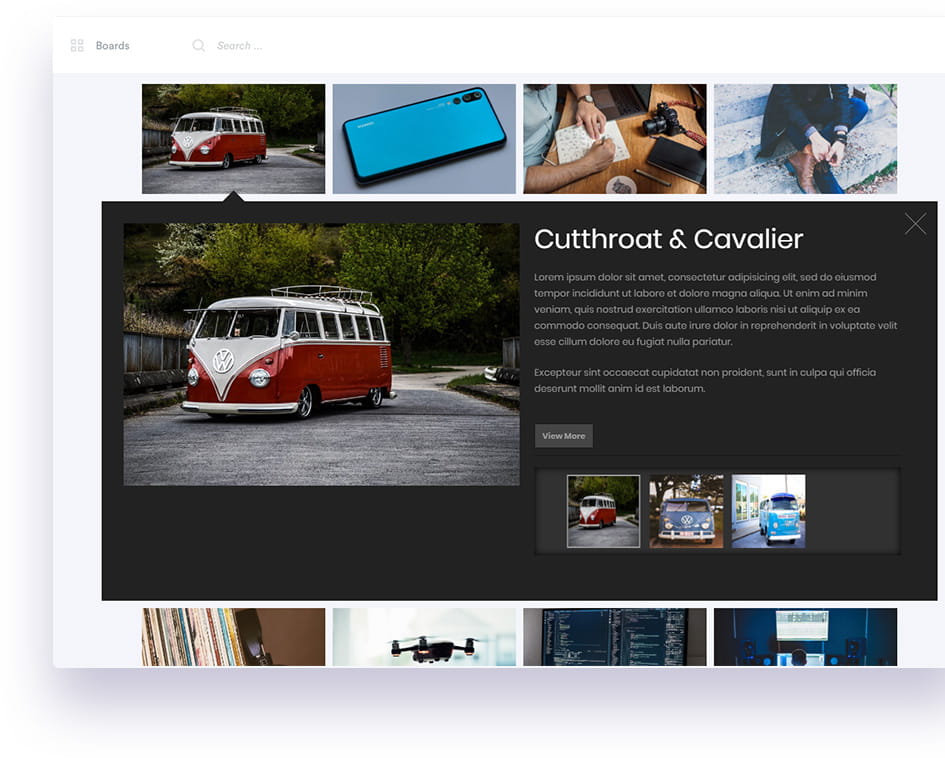 Boards
Search ...
HUAWEI
Cutthroat & Cavalier
Lorem ipsum dolor sit amet, consectetur adipisicing elit, sed do eiusmod
tempor incididunt ut labore et dolore magna aliqua. Ut enim ad minim
veniam, quis nostrud exercitation ullamco laboris nisi ut aliquip ex ea
commodo consequat. Duis aute irure dolor in reprehenderit in voluptate velit
esse cillum dolore eu fugiat nulla pariatur.
Excepteur sint occaecat cupidatat non proident, sunt in culpa qui officia
deserunt mollit anim id est laborum.
View More